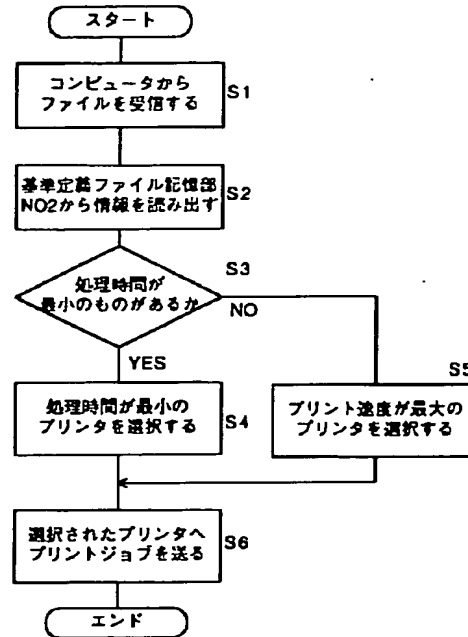 スタート
コンピュータから
ファイルを受信する
S1
基準定義ファイル記憶部
NO2から情報を読み出す
S2
処理時間が
最小のものがあるか
S3
NO
YES
処理時間が最小の
プリンタを選択する
S4
プリント速度が最大の
プリンタを選択する
S5
選択されたプリンタへ
プリントジョブを送る
S6
エンド